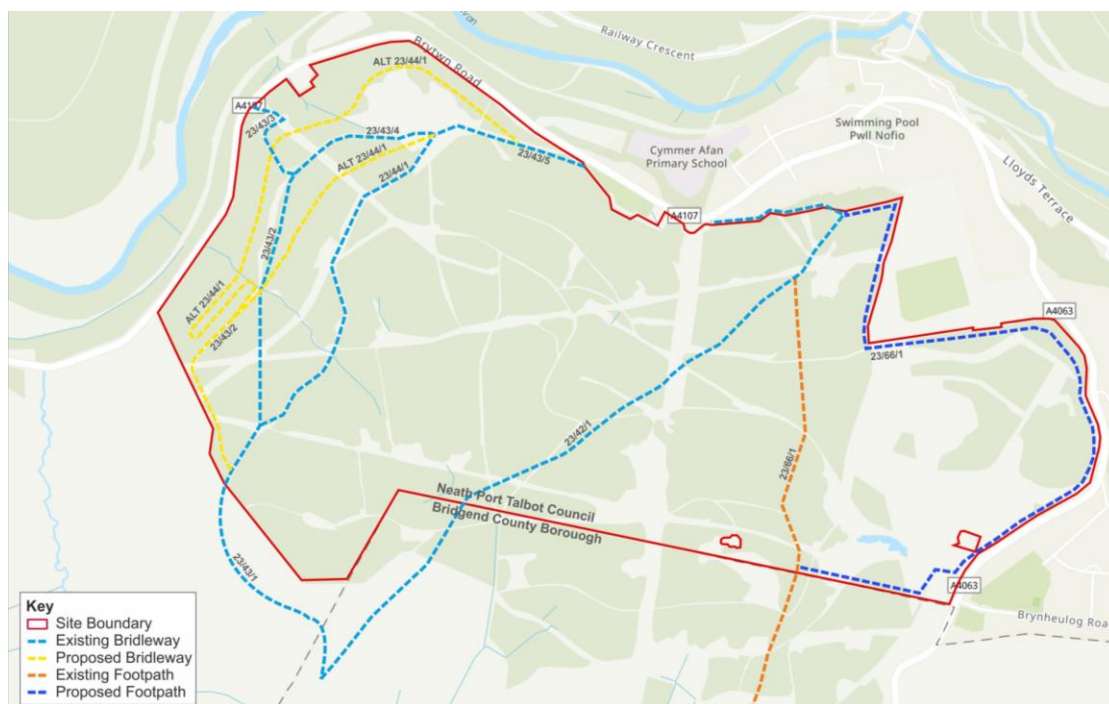 Avon
Railway Crescent
Brytwn Road
ALT 23/44/1
23/43/3
23/43/4
ALT 23/44/1
23/44/1
23/43/5
Cymmer Afan
Primary School
Swimming Pool
Pwll Nofio
Lloyds Terrace
A4107
23/43/2
ALT 23/44/1
23/43/2
A4063
23/66/1
23/42/1
23/66/1
Neath Port Talbot Council
Bridgend County Borouogh
23/43/1
A4063
Brynheulog Road
Key
Site Boundary
Existing Bridleway
Proposed Bridleway
Existing Footpath
Proposed Footpath